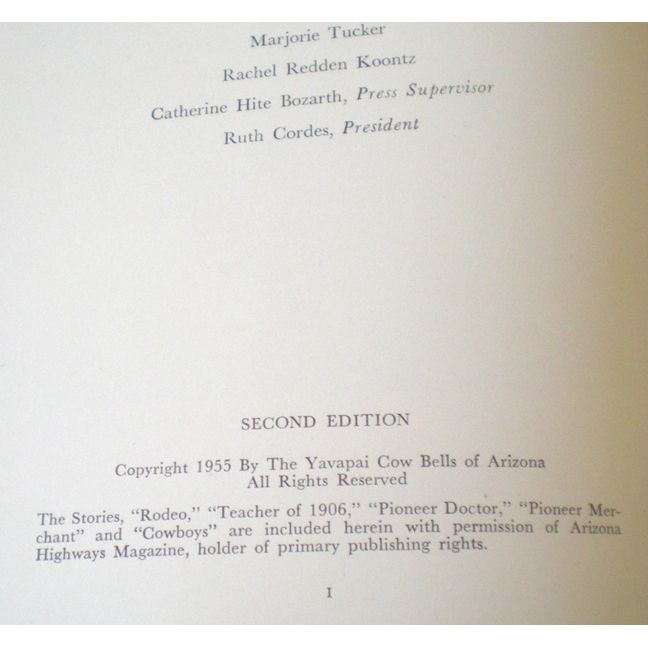 Marjorie Tucker
Rachel Redden Koontz
Catherine Hite Bozarth, Press Supervisor
Ruth Cordes, President
SECOND EDITION
Copyright 1955 By The Yavapai Cow Bells of Arizona
All Rights Reserved
The Stories, “Rodeo,” “Teacher of 1906,” “Pioneer Doctor,” “Pioneer Mer-
chant” and “Cowboys” are included herein with permission of Arizona
Highways Magazine, holder of primary publishing rights.
I